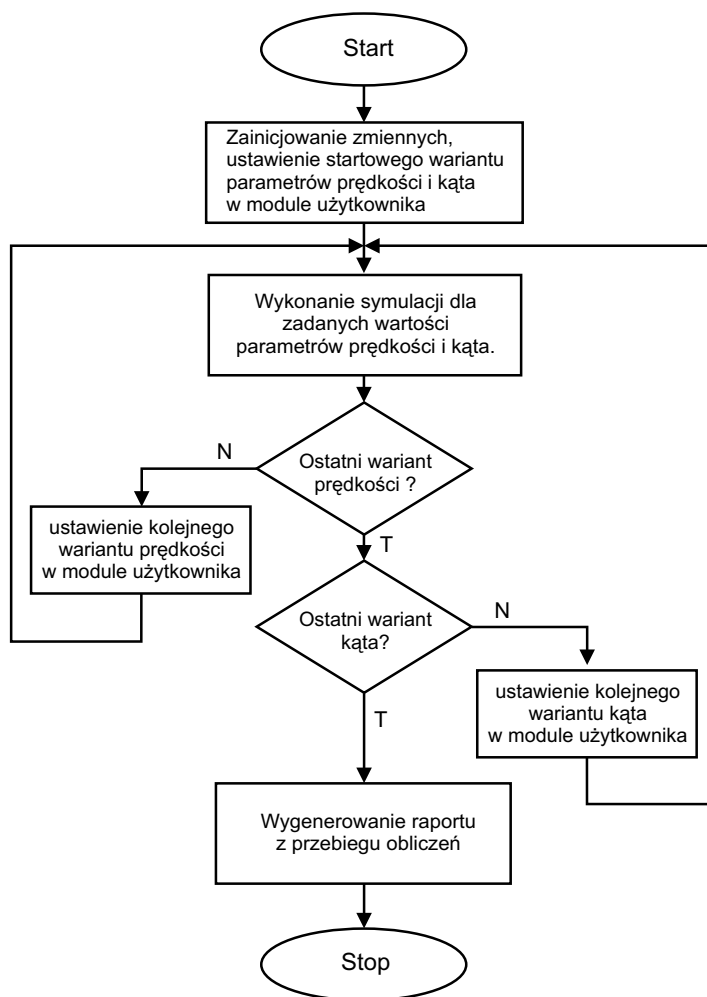 Start
Zainicjowanie zmiennych,
ustawienie startowego wariantu
parametrów prędkości i kąta
w module użytkownika
Wykonanie symulacji dla
zadanych wartości
parametrów prędkości i kąta.
N
Ostatni wariant
prędkości ?
ustawienie kolejnego
wariantu prędkości
w module użytkownika
T
Ostatni wariant
kąta?
N
ustawienie kolejnego
wariantu kąta
w module użytkownika
T
Wygenerowanie raportu
z przebiegu obliczeń
Stop